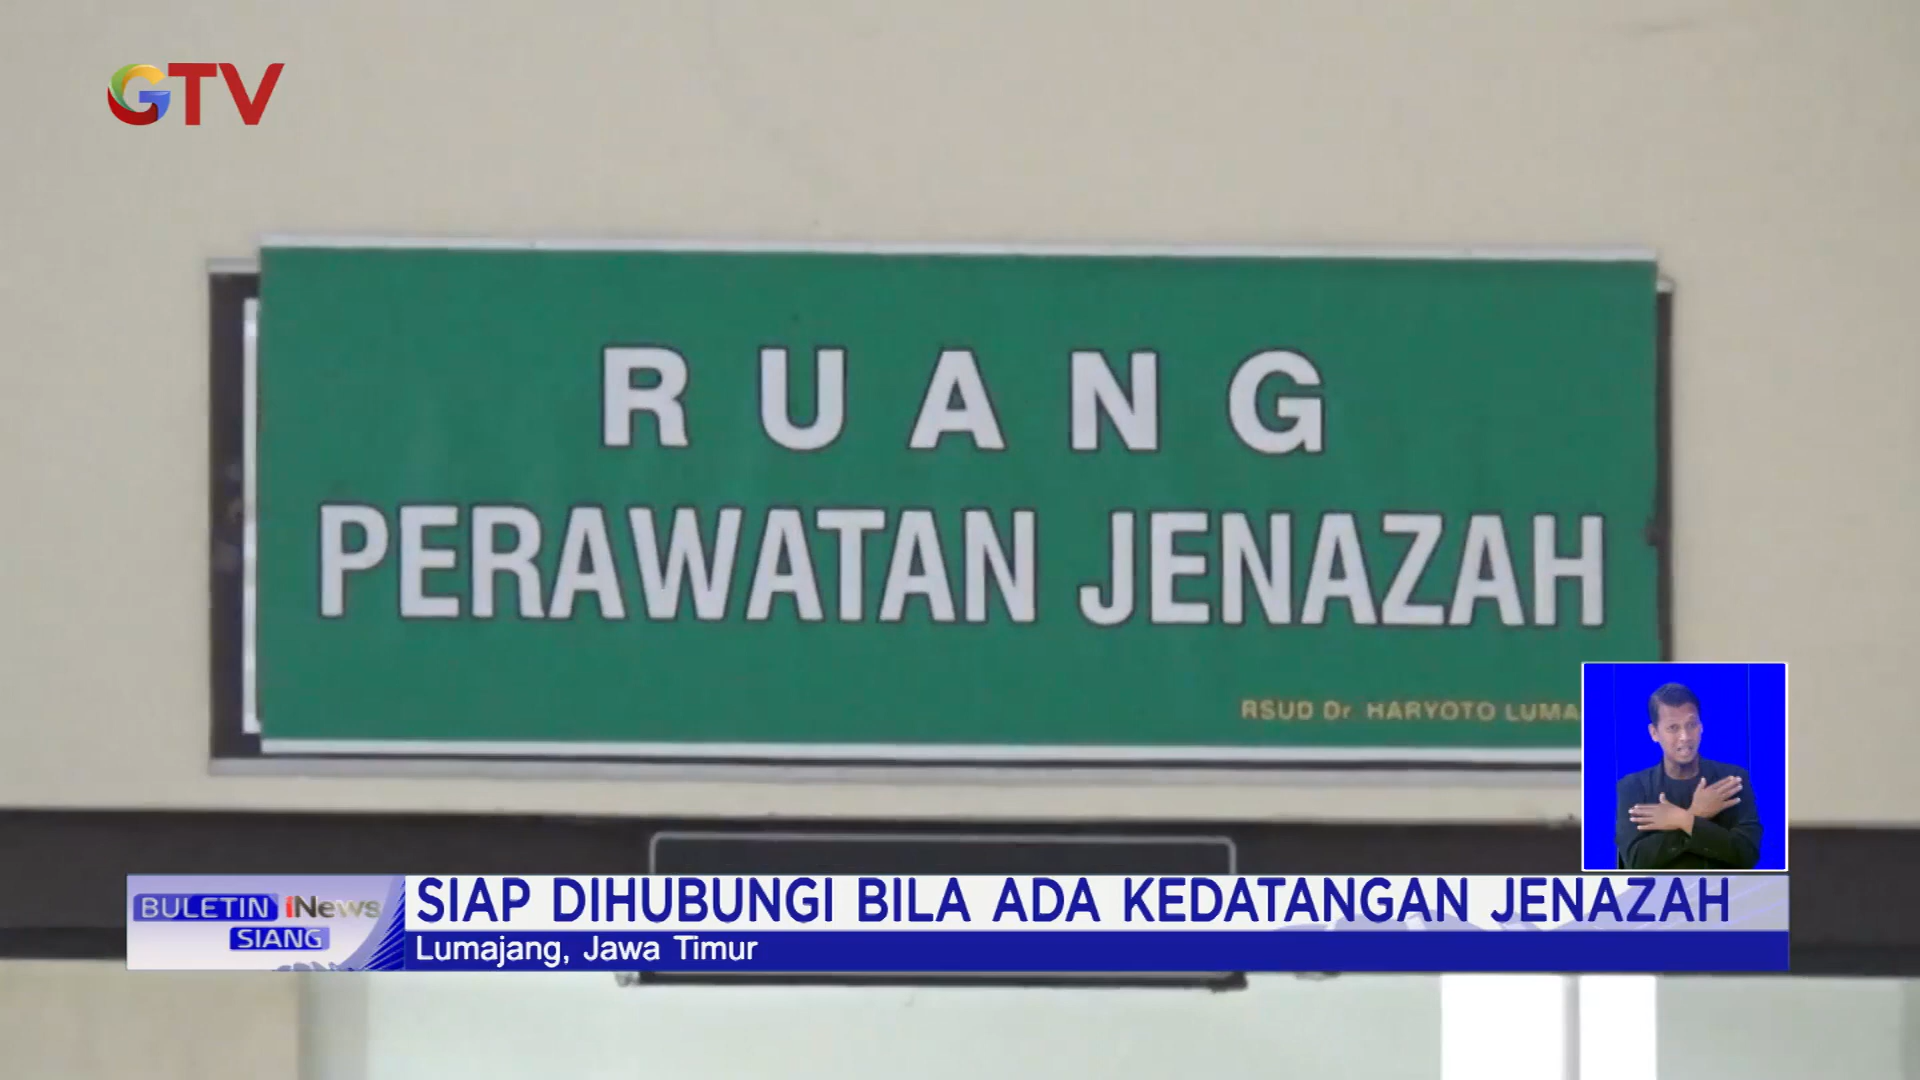 GTV
RUANG
PERAWATAN JENAZAH
RSUD Dr HARYOTO
BULETIN iNews
SIANG
SIAP DIHUBUNGI BILA ADA KEDATANGAN JENAZAH
Lumajang, Jawa Timur